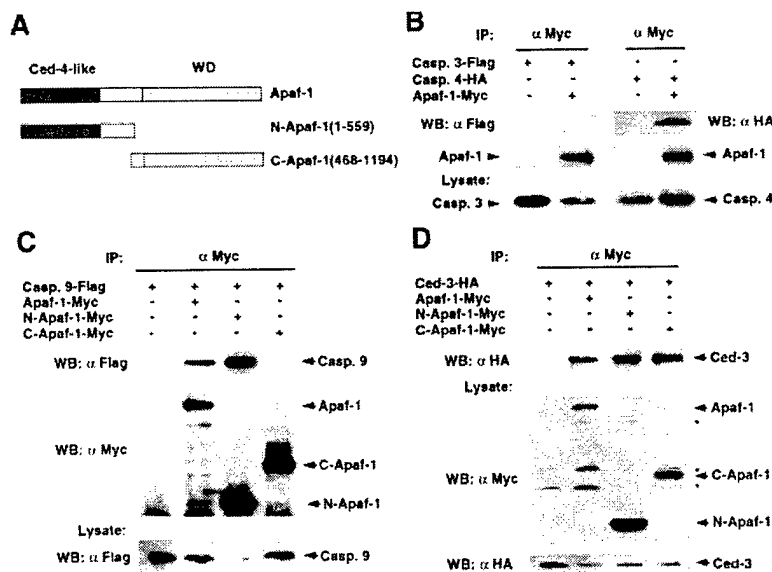 A
Ced-4-like WD
Apaf-1
N-Apaf-1(1-559)
C-Apaf-1(468-1194)
B
IP: α Myc α Myc
Casp. 3-Flag + +
Casp. 4-HA - - + +
Apaf-1-Myc - + - +
WB: α Flag WB: α HA
Apaf-1 Apaf-1
Lysate:
Casp. 3 Casp. 4
C
IP: α Myc
Casp. 9-Flag + + + +
Apaf-1-Myc - + - -
N-Apaf-1-Myc - - + -
C-Apaf-1-Myc - - - +
WB: α Flag Casp. 9
Apaf-1
WB: α Myc
C-Apaf-1
N-Apaf-1
Lysate:
WB: α Flag Casp. 9
D
IP: α Myc
Ced-3-HA + + + +
Apaf-1-Myc - + - -
N-Apaf-1-Myc - - + -
C-Apaf-1-Myc - - - +
WB: α HA Ced-3
Lysate:
Apaf-1
WB: α Myc
C-Apaf-1
N-Apaf-1
WB: α HA Ced-3